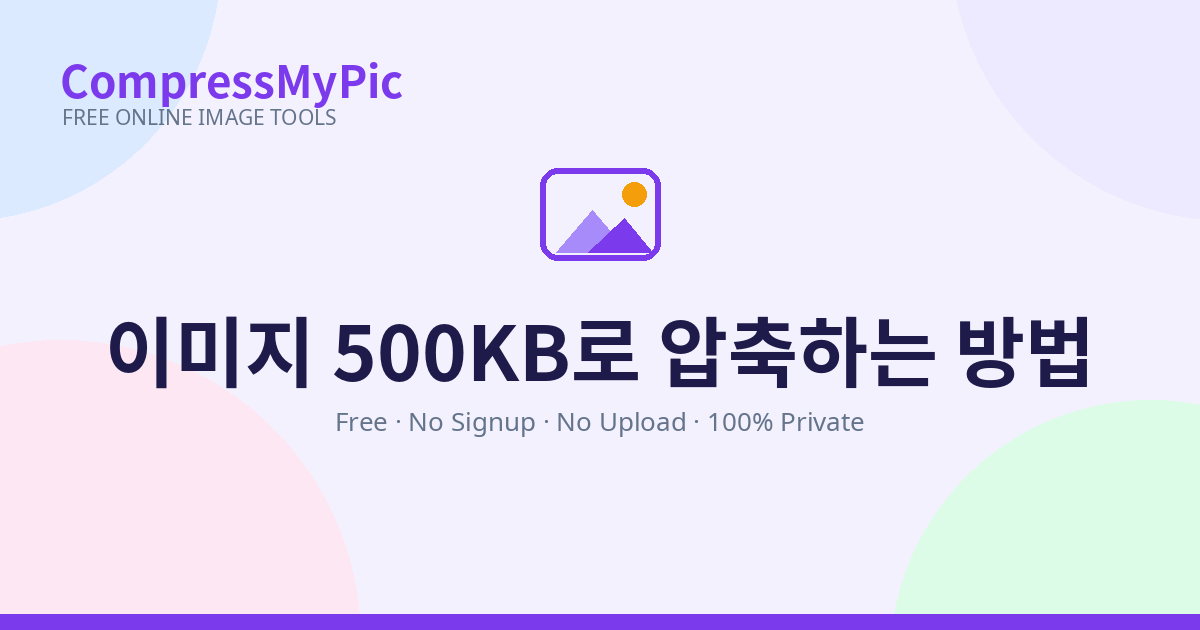 CompressMyPic
FREE ONLINE IMAGE TOOLS
이미지 500KB로 압축하는 방법
Free · No Signup · No Upload · 100% Private